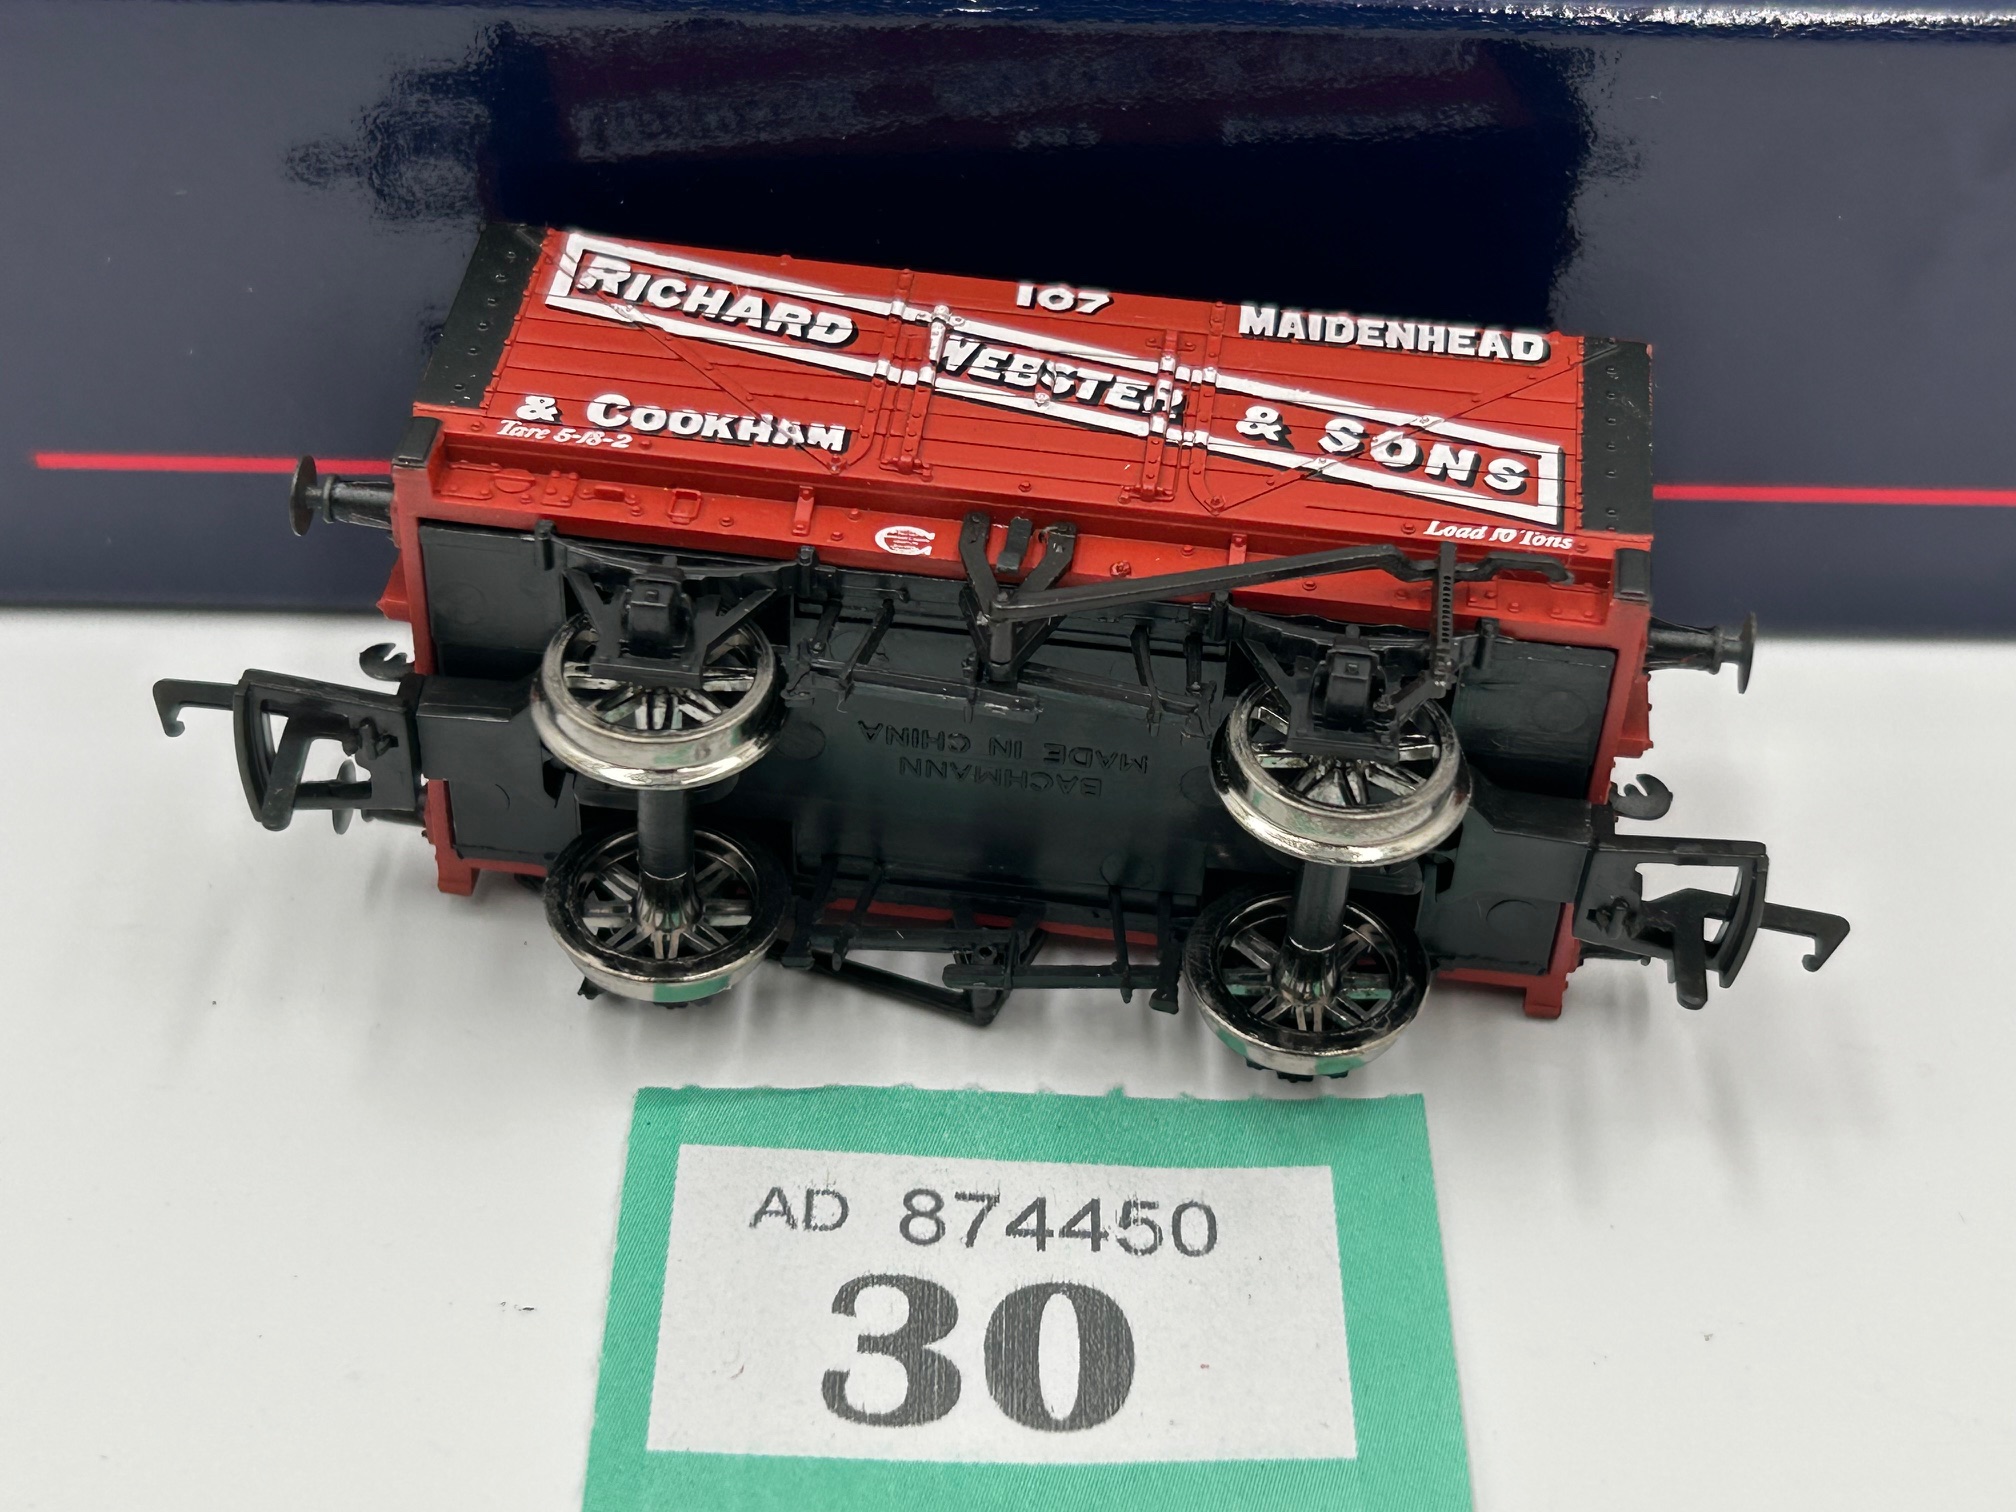 RICHARD WEBSTER & SONS
107
MAIDENHEAD
& COOKHAM
Tare 5-18-2
Load 10 Tons
C
BACHMANN
MADE IN CHINA
AD 874450
30